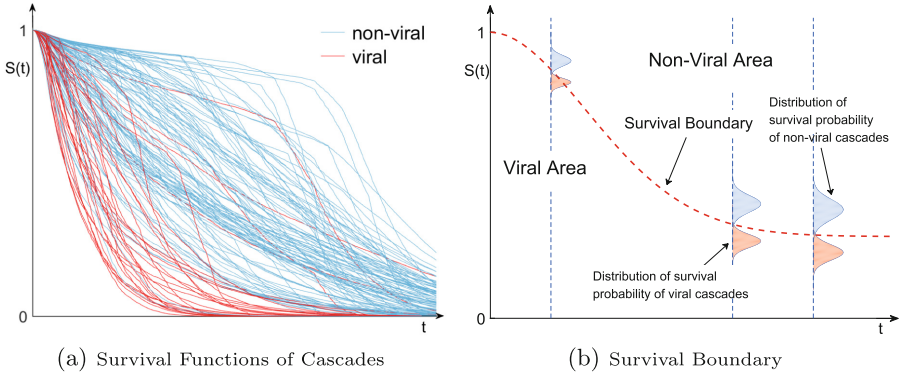 1
S(t)
0
t
non-viral
viral
(a) Survival Functions of Cascades
1
S(t)
0
t
Non-Viral Area
Distribution of
survival probability
of non-viral cascades
Survival Boundary
Viral Area
Distribution of survival
probability of viral cascades
(b) Survival Boundary